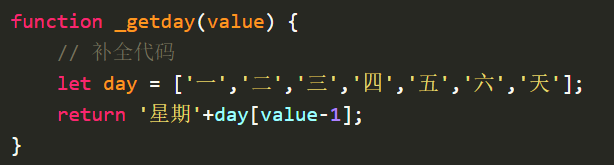 function _getday(value) {
    // 补全代码
    let day = ['一','二','三','四','五','六','天'];
    return '星期'+day[value-1];
}